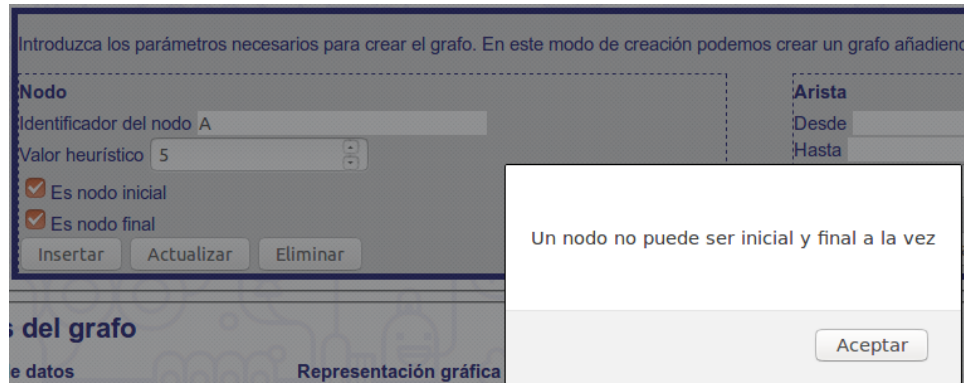 Introduzca los parámetros necesarios para crear el grafo. En este modo de creación podemos crear un grafo
Nodo
Identificador del nodo A
Valor heurístico 5
Es nodo inicial
Es nodo final
Insertar Actualizar Eliminar
Arista
Desde
Hasta
Un nodo no puede ser inicial y final a la vez
Aceptar
del grafo
e datos
Representación gráfica